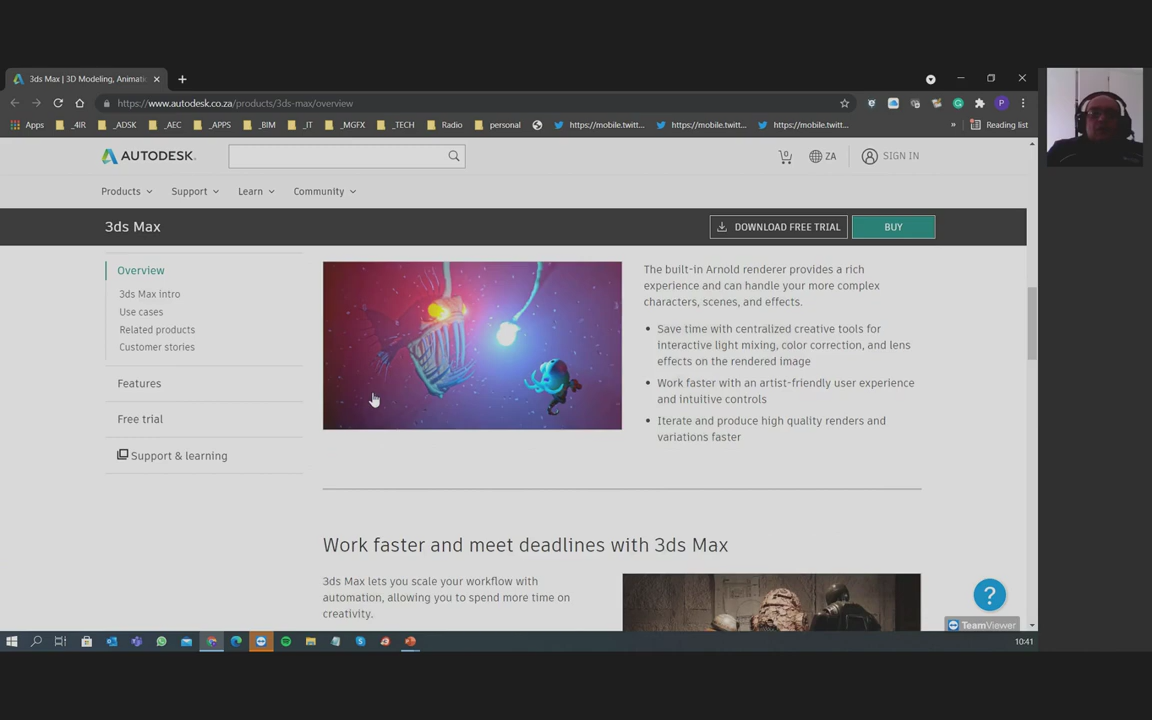 3ds Max | 3D Modeling, Animati
https://www.autodesk.co.za/products/3ds-max/overview
Apps _4IR _ADSK _AEC _APPS _BIM _IT _MGFX _TECH Radio personal https://mobile.twitt... https://mobile.twitt... https://mobile.twitt... » Reading list
AUTODESK. 0 ZA SIGN IN
Products Support Learn Community
3ds Max DOWNLOAD FREE TRIAL BUY
Overview
3ds Max intro
Use cases
Related products
Customer stories
Features
Free trial
Support & learning
The built-in Arnold renderer provides a rich
experience and can handle your more complex
characters, scenes, and effects.
• Save time with centralized creative tools for
interactive light mixing, color correction, and lens
effects on the rendered image
• Work faster with an artist-friendly user experience
and intuitive controls
• Iterate and produce high quality renders and
variations faster
Work faster and meet deadlines with 3ds Max
3ds Max lets you scale your workflow with
automation, allowing you to spend more time on
creativity.
?
TeamViewer
10:41